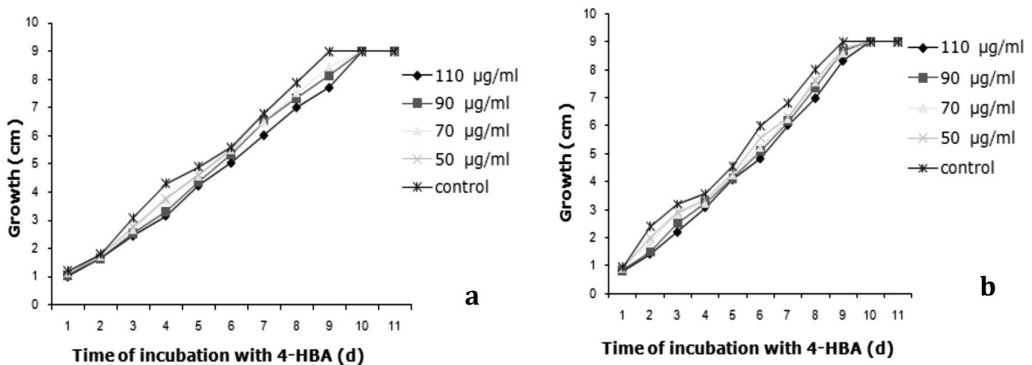 10
9
8
7
6
5
4
3
2
1
0
Growth (cm)
1 2 3 4 5 6 7 8 9 10 11
Time of incubation with 4-HBA (d)
110 µg/ml
90 µg/ml
70 µg/ml
50 µg/ml
control
a
10
9
8
7
6
5
4
3
2
1
0
Growth (cm)
1 2 3 4 5 6 7 8 9 10 11
Time of incubation with 4-HBA (d)
110 µg/ml
90 µg/ml
70 µg/ml
50 µg/ml
control
b